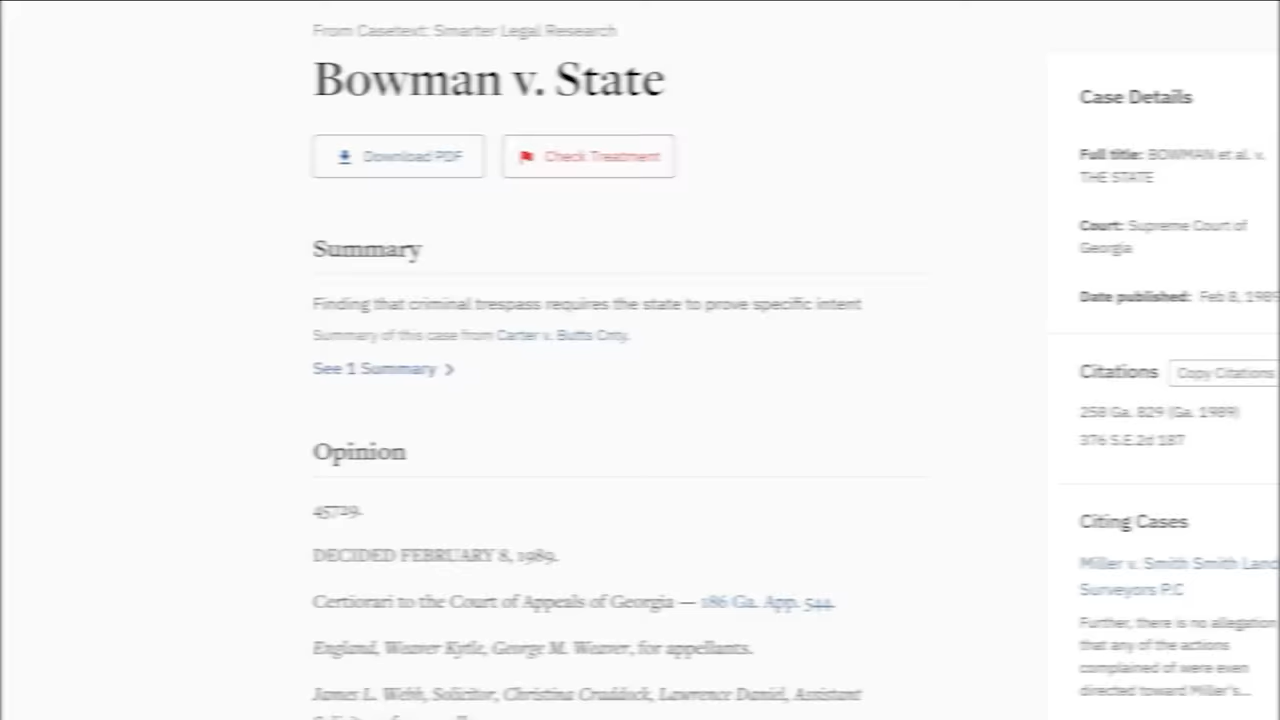 From Casetext: Smarter Legal Research
Bowman v. State
Download PDF
Check Treatment
Summary
Finding that criminal trespass requires the state to prove specific intent
Summary of this case from Carter v. Butts Cnty.
See 1 Summary >
Opinion
45729.
DECIDED FEBRUARY 8, 1989.
Certiorari to the Court of Appeals of Georgia — 186 Ga. App. 544.
England, Weaver Kytle, George M. Weaver, for appellants.
James L. Webb, Solicitor, Christina Craddock, Lawrence Daniel, Assistant
Case Details
Full title: BOWMAN et al. v.
THE STATE
Court: Supreme Court of
Georgia
Date published: Feb 8, 1989
Citations
Copy Citations
258 Ga. 829 (Ga. 1989)
376 S.E.2d 187
Citing Cases
Miller v. Smith Smith Land
Surveyors P.C
Further, there is no allegation
that any of the actions
complained of were even
directed toward Miller's...